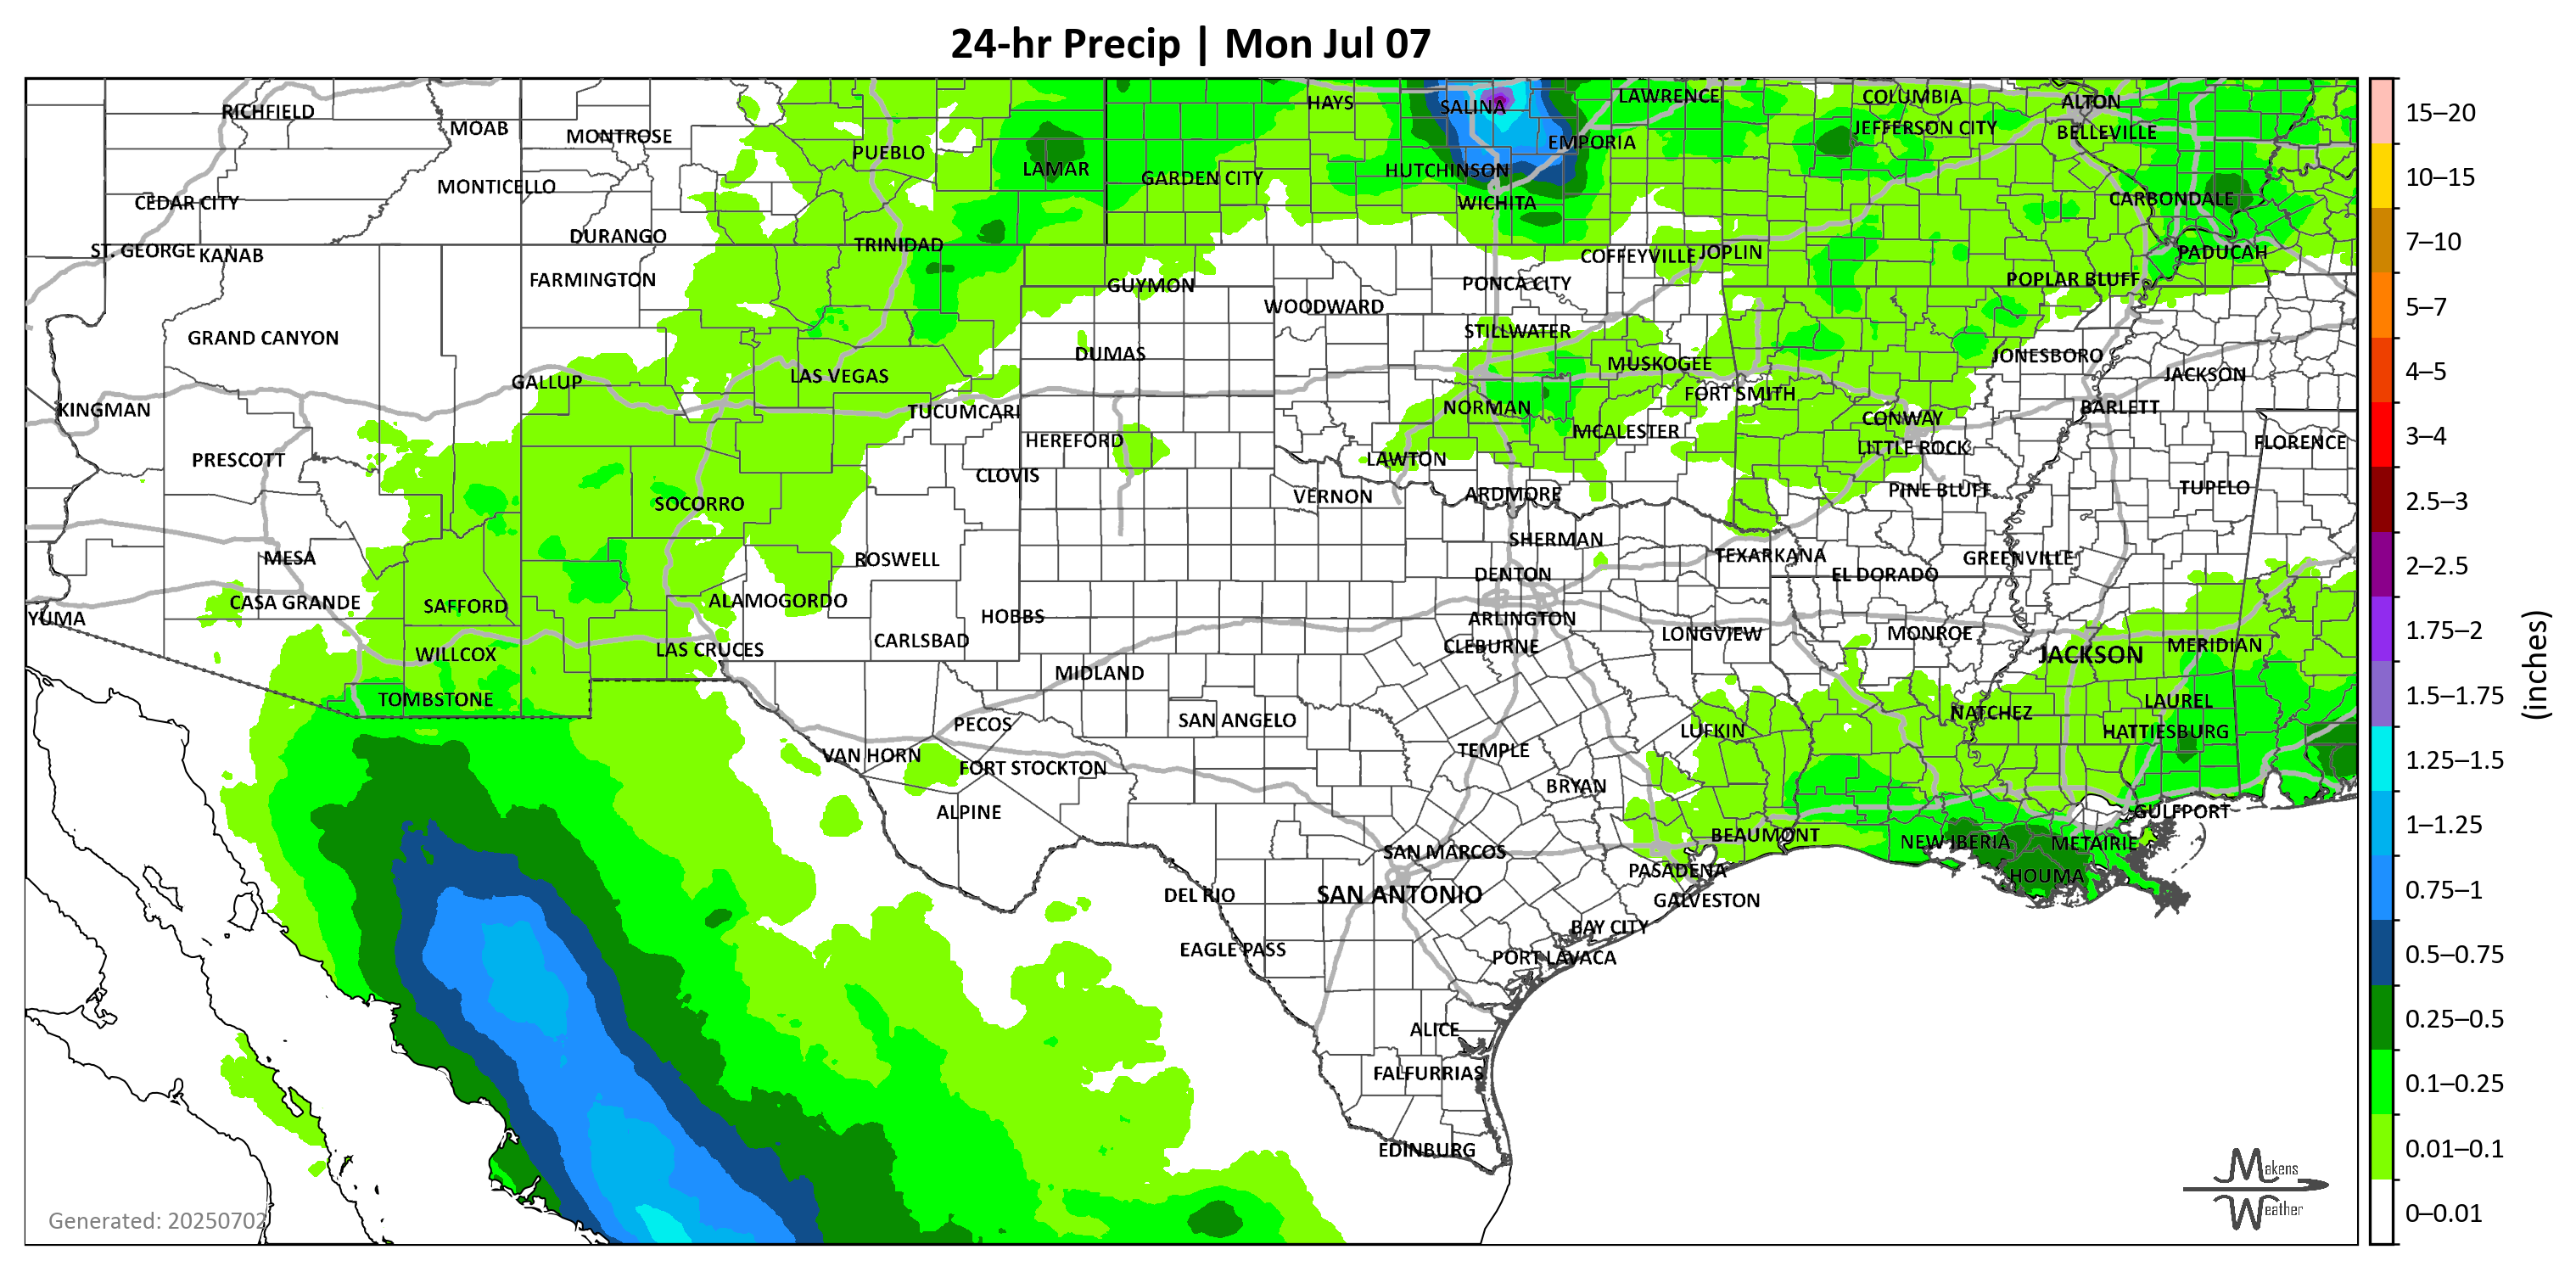 24-hr Precip | Mon Jul 07
RICHFIELD
MOAB
MONTROSE
PUEBLO
LAMAR
HAYS
SALINA
LAWRENCE
COLUMBIA
ALTON
JEFFERSON CITY
BELLEVILLE
EMPORIA
HUTCHINSON
GARDEN CITY
MONTICELLO
CEDAR CITY
WICHITA
CARBONDALE
DURANGO
TRINIDAD
ST. GEORGE
KANAB
COFFEYVILLE
JOPLIN
PADUCAH
FARMINGTON
GUYMON
PONCA CITY
POPLAR BLUFF
WOODWARD
GRAND CANYON
STILLWATER
DUMAS
MUSKOGEE
JONESBORO
GALLUP
LAS VEGAS
JACKSON
FORT SMITH
KINGMAN
TUCUMCARI
NORMAN
BARLETT
CONWAY
HEREFORD
MCALESTER
LITTLE ROCK
FLORENCE
PRESCOTT
LAWTON
CLOVIS
SOCORRO
VERNON
ARDMORE
PINE BLUFF
TUPELO
MESA
ROSWELL
SHERMAN
TEXARKANA
GREENVILLE
DENTON
EL DORADO
CASA GRANDE
SAFFORD
ALAMOGORDO
YUMA
HOBBS
ARLINGTON
CARLSBAD
LONGVIEW
MONROE
WILLCOX
LAS CRUCES
CLEBURNE
JACKSON
MERIDIAN
MIDLAND
TOMBSTONE
LAUREL
PECOS
SAN ANGELO
NATCHEZ
LUFKIN
HATTIESBURG
VAN HORN
FORT STOCKTON
TEMPLE
BRYAN
ALPINE
GULFPORT
BEAUMONT
NEW IBERIA
METAIRIE
SAN MARCOS
PASADENA
HOUMA
DEL RIO
SAN ANTONIO
GALVESTON
BAY CITY
EAGLE PASS
PORT LAVACA
ALICE
FALFURRIAS
EDINBURG
Generated: 20250702
Makens
Weather
15–20
10–15
7–10
5–7
4–5
3–4
2.5–3
2–2.5
1.75–2
1.5–1.75
1.25–1.5
1–1.25
0.75–1
0.5–0.75
0.25–0.5
0.1–0.25
0.01–0.1
0–0.01
(inches)